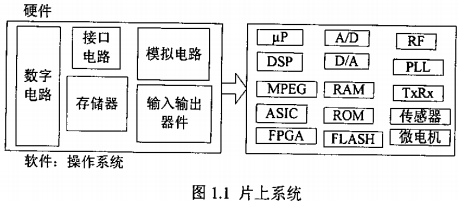 硬件
数字
电路
接口
电路
模拟电路
存储器
输入输出
器件
软件：操作系统
μP
A/D
RF
DSP
D/A
PLL
MPEG
RAM
TxRx
ASIC
ROM
传感器
FPGA
FLASH
微电机
图 1.1 片上系统